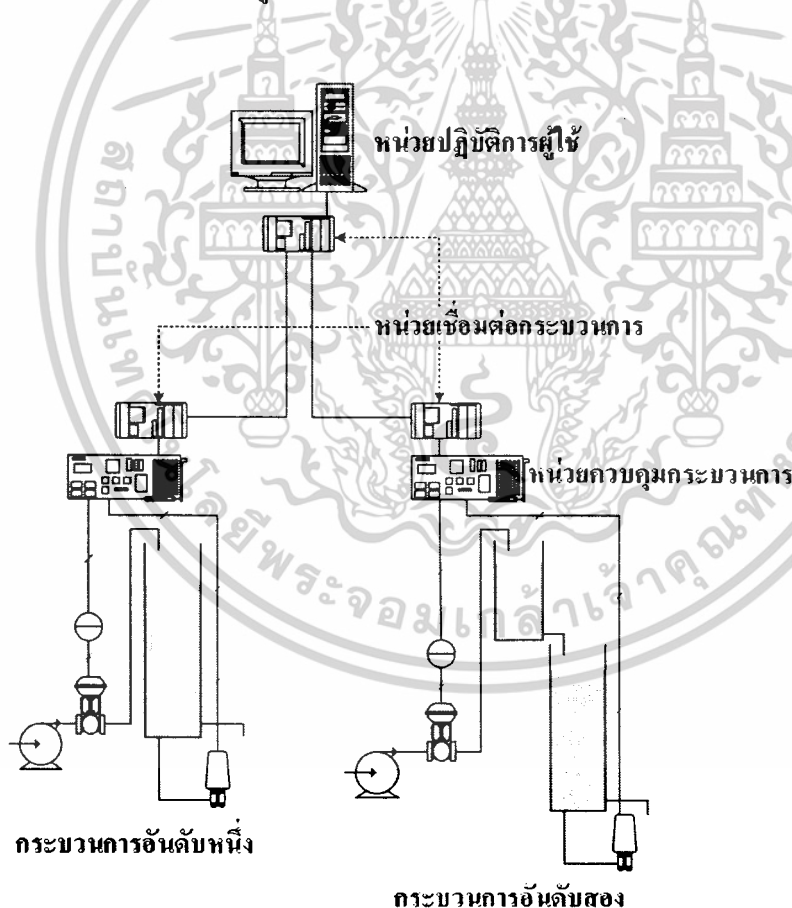 หน่วยปฏิบัติการผู้ใช้
หน่วยเชื่อมต่อกระบวนการ
หน่วยควบคุมกระบวนการ
กระบวนการอันดับหนึ่ง
กระบวนการอันดับสอง